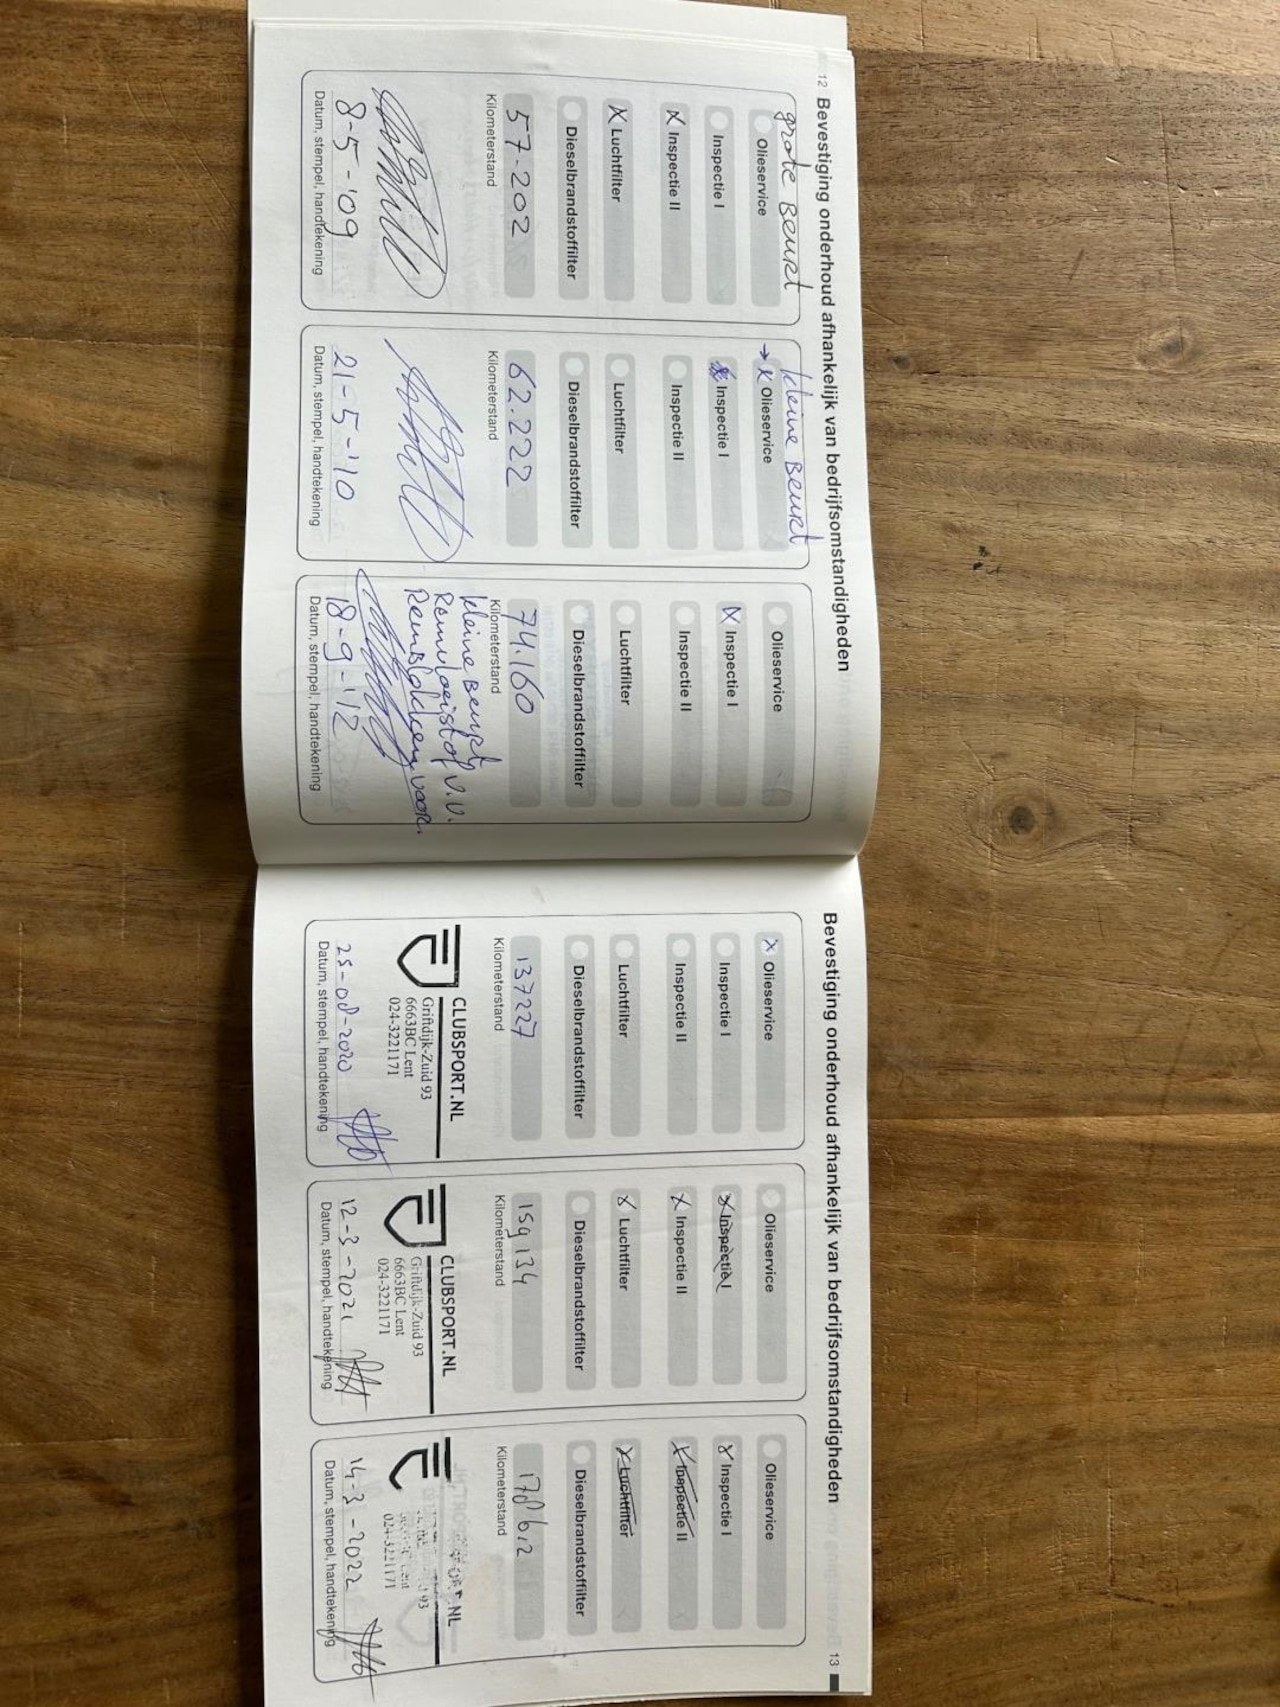 12 Bevestiging onderhoud afhankelijk van bedrijfsomstandigheden
grote Beurt
Olieservice
Inspectie I
X Inspectie II
X Luchtfilter
Dieselbrandstoffilter
57.202
Kilometerstand
8-5-'09
Datum, stempel, handtekening
kleine Beurt
→ X Olieservice
Inspectie I
Inspectie II
Luchtfilter
Dieselbrandstoffilter
62.222
Kilometerstand
21-5-'10
Datum, stempel, handtekening
Olieservice
X Inspectie I
Inspectie II
Luchtfilter
Dieselbrandstoffilter
74.160
Kilometerstand
kleine Beurt
Remvloeistof V.V.
Remblokken voor.
18-9-'12
Datum, stempel, handtekening
Bevestiging onderhoud afhankelijk van bedrijfsomstandigheden 13
X Olieservice
Inspectie I
Inspectie II
Luchtfilter
Dieselbrandstoffilter
137227
Kilometerstand
CLUBSPORT.NL
Griftdijk-Zuid 93
6663BC Lent
024-3221171
25-08-2020
Datum, stempel, handtekening
Olieservice
X Inspectie I
X Inspectie II
X Luchtfilter
Dieselbrandstoffilter
159134
Kilometerstand
CLUBSPORT.NL
Griftdijk-Zuid 93
6663BC Lent
024-3221171
12-3-2021
Datum, stempel, handtekening
Olieservice
X Inspectie I
X Inspectie II
X Luchtfilter
Dieselbrandstoffilter
178612
Kilometerstand
.NL
93
Lent
024-3221171
14-3-2022
Datum, stempel, handtekening